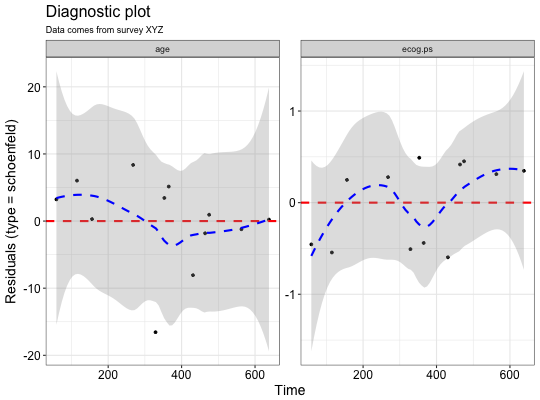 Diagnostic plot
Data comes from survey XYZ
age
ecog.ps
Residuals (type = schoenfeld)
20
10
0
-10
-20
1
0
-1
200
400
600
200
400
600
Time